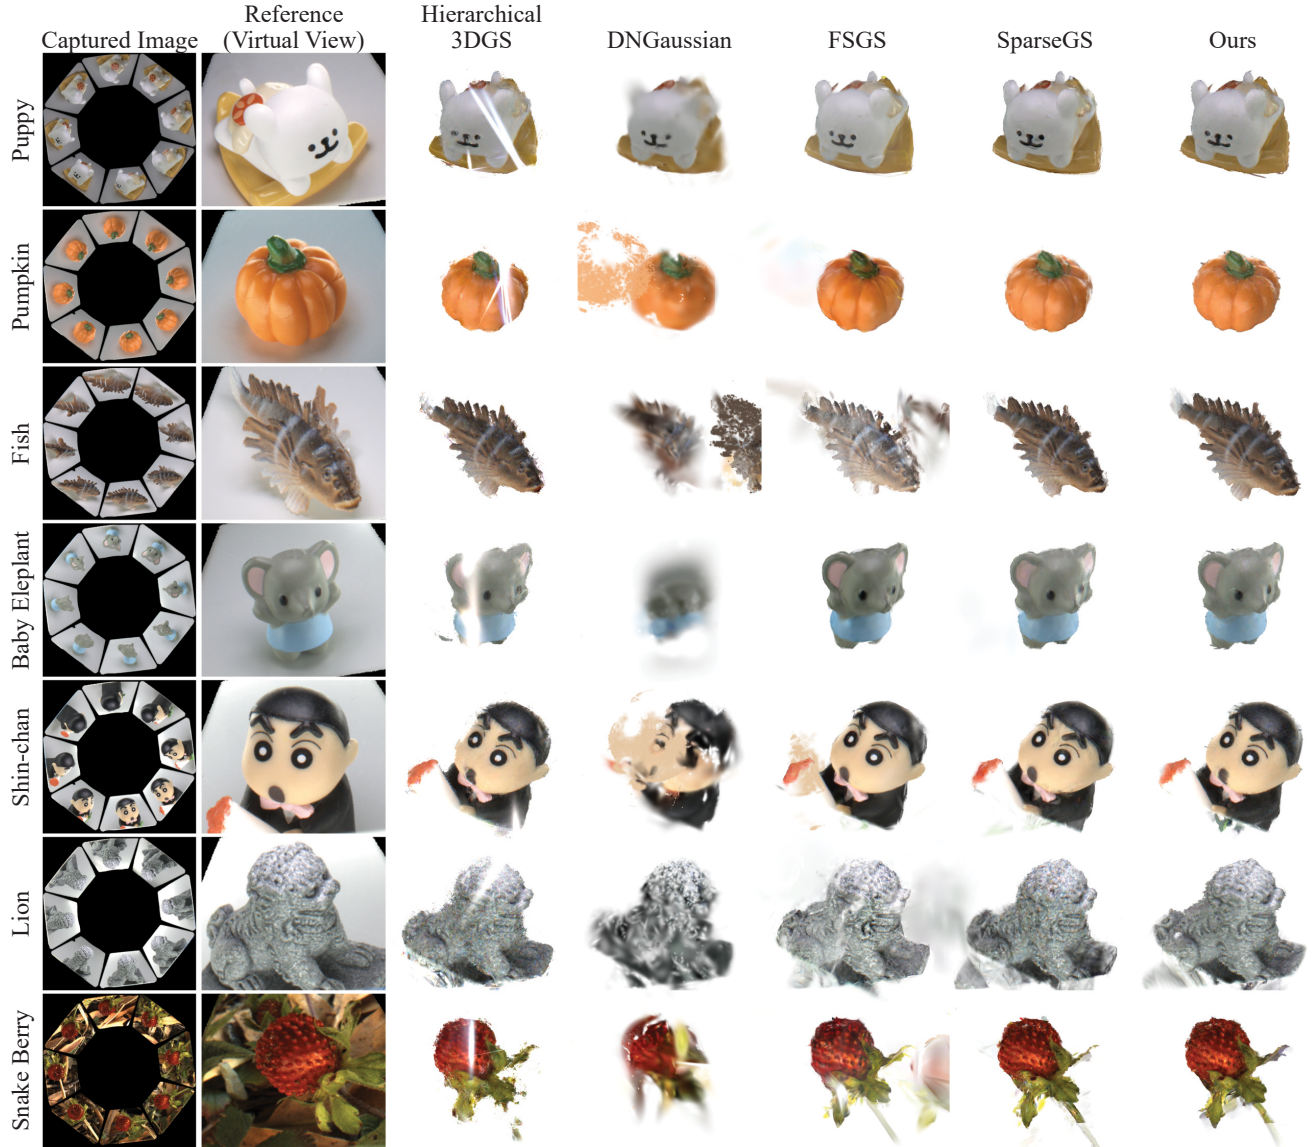 Captured Image
Reference
(Virtual View)
Hierarchical
3DGS
DNGaussian
FSGS
SparseGS
Ours
Puppy
Pumpkin
Fish
Baby Eleplant
Shin-chan
Lion
Snake Berry